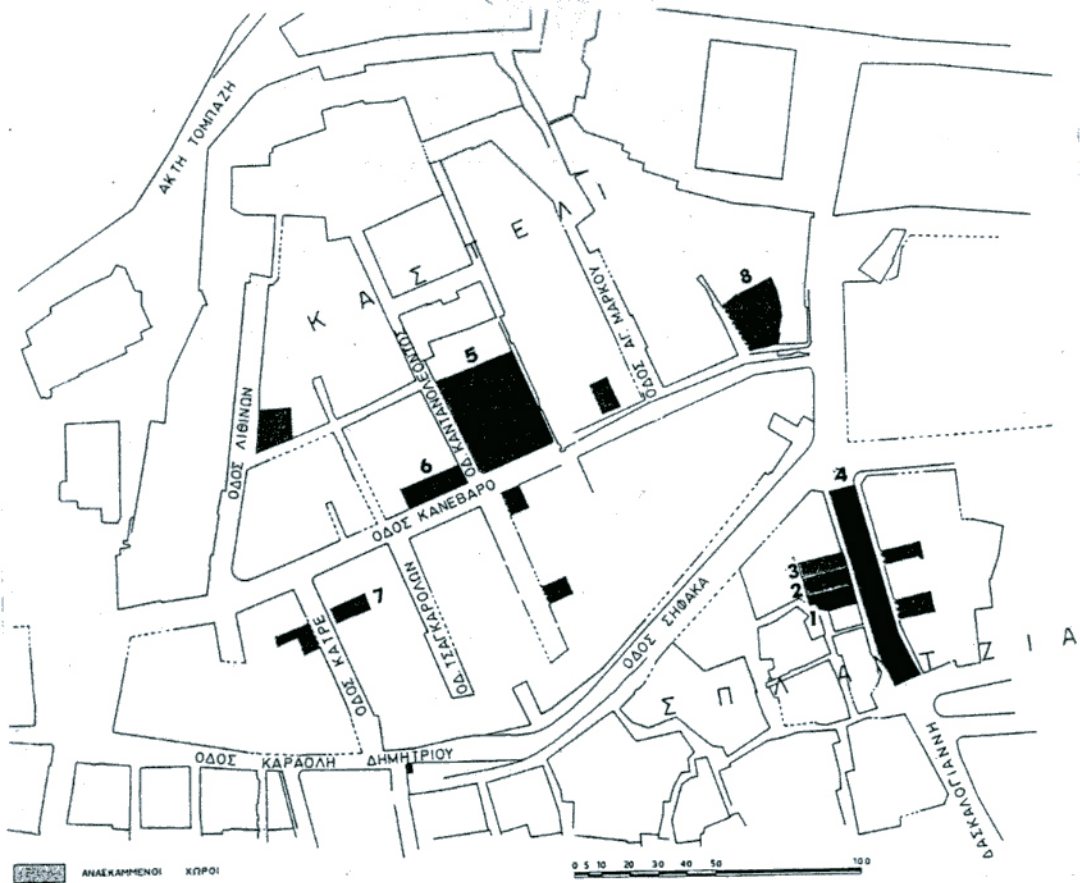 ΑΚΤΗ ΤΟΜΠΑΖΗ
ΚΑΣΕΛΙ
8
ΟΔΟΣ ΑΓ. ΜΑΡΚΟΥ
5
ΟΔ. ΚΑΝΤΑΝΟΛΕΟΝΤΟΣ
ΟΔΟΣ ΛΙΘΙΝΩΝ
6
ΟΔΟΣ ΚΑΝΕΒΑΡΟ
4
3
2
1
7
ΟΔΟΣ ΚΑΤΡΕ
ΟΔ. ΤΣΑΓΚΑΡΟΛΩΝ
ΟΔΟΣ ΣΗΦΑΚΑ
ΣΠΛΑΤΖΙΑ
ΟΔΟΣ ΚΑΡΑΟΛΗ ΔΗΜΗΤΡΙΟΥ
ΔΑΣΚΑΛΟΓΙΑΝΝΗ
ΑΝΑΣΚΑΜΜΕΝΟΙ ΧΩΡΟΙ
0 5 10 20 30 40 50 100